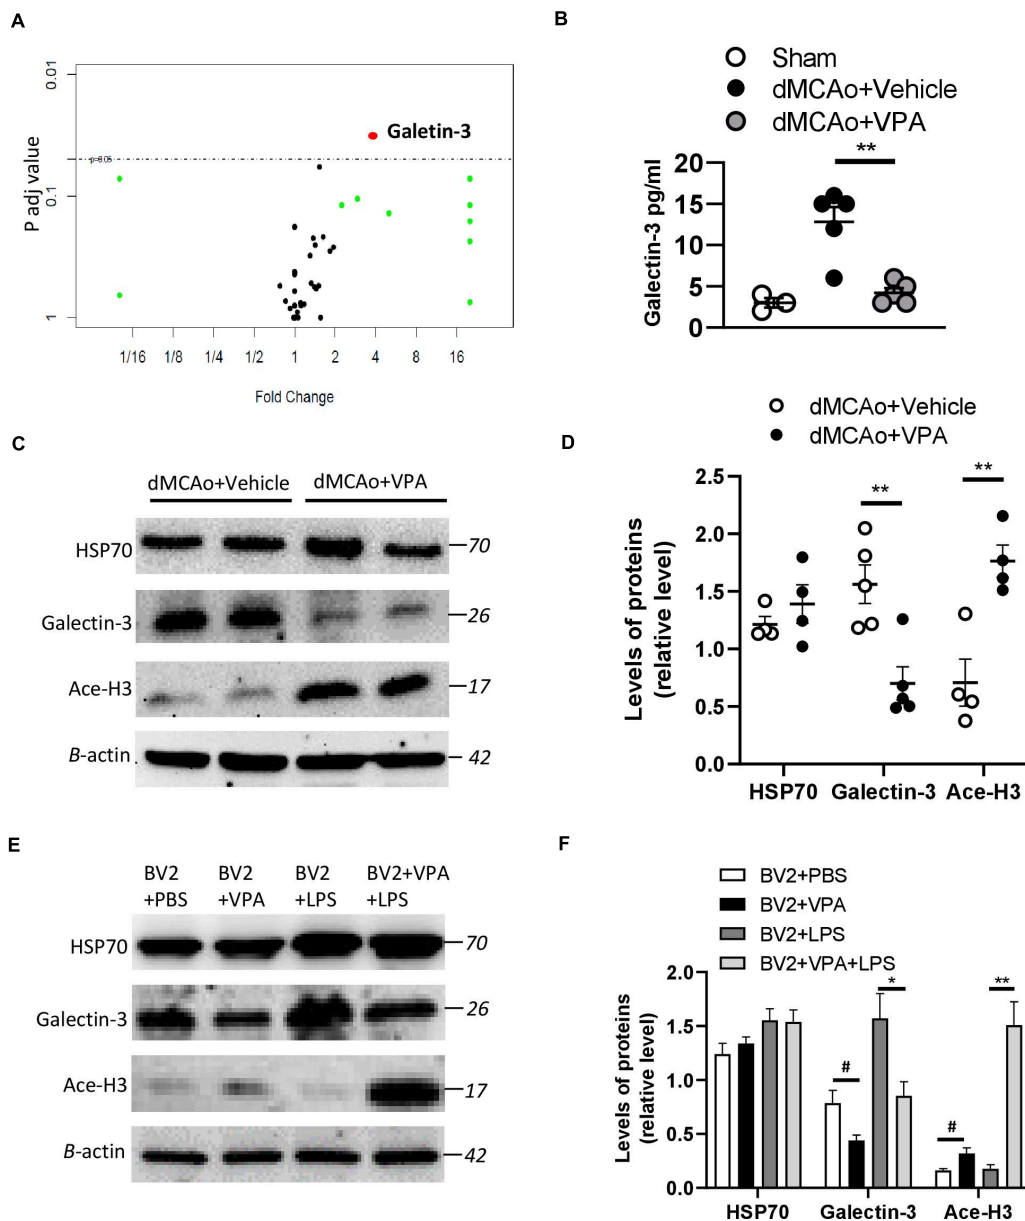 A
0.01
0.1
1
P adj value
p=0.05
Galetin-3
1/16 1/8 1/4 1/2 1 2 4 8 16
Fold Change
B
Sham
dMCAo+Vehicle
dMCAo+VPA
**
Galectin-3 pg/ml
20
15
10
5
0
C
dMCAo+Vehicle dMCAo+VPA
HSP70 70
Galectin-3 26
Ace-H3 17
B-actin 42
D
dMCAo+Vehicle
dMCAo+VPA
** **
Levels of proteins
(relative level)
2.5
2.0
1.5
1.0
0.5
0.0
HSP70 Galectin-3 Ace-H3
E
BV2 BV2 BV2 BV2+VPA
+PBS +VPA +LPS +LPS
HSP70 70
Galectin-3 26
Ace-H3 17
B-actin 42
F
BV2+PBS
BV2+VPA
BV2+LPS
BV2+VPA+LPS
Levels of proteins
(relative level)
2.0
1.5
1.0
0.5
0.0
# * # **
HSP70 Galectin-3 Ace-H3